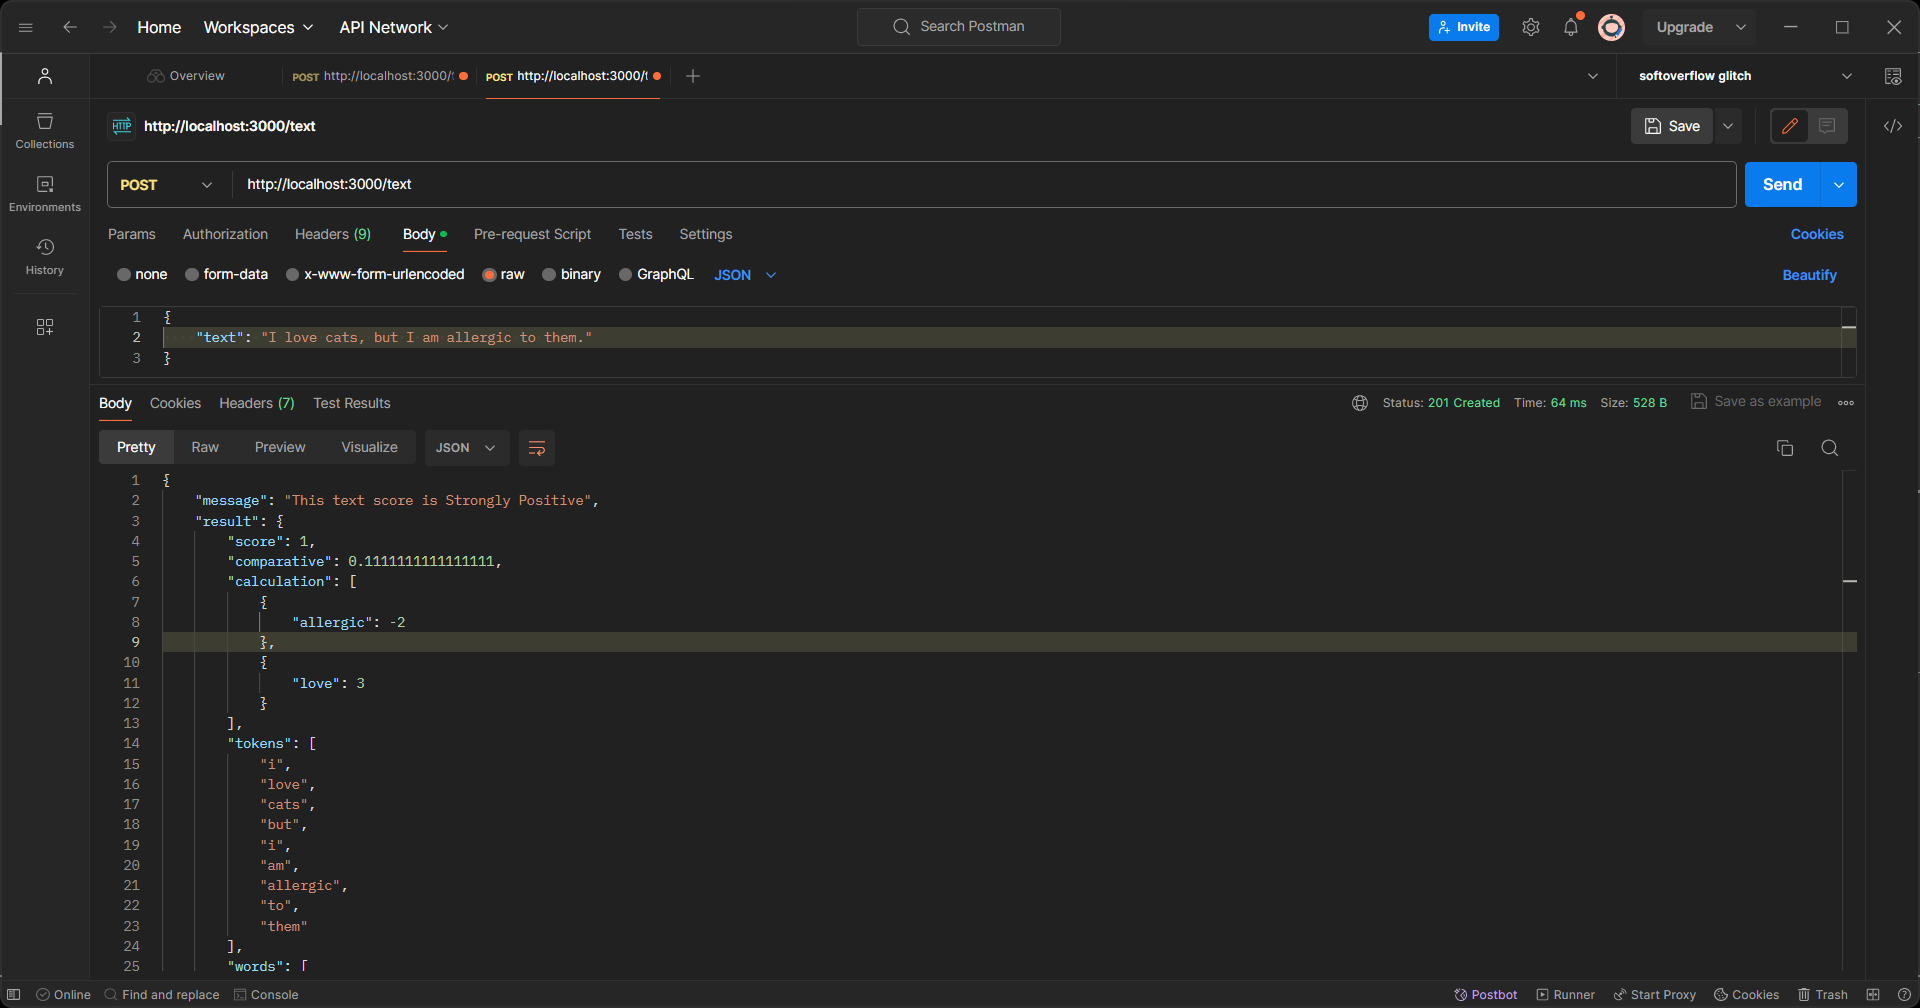 Home Workspaces API Network Search Postman Invite Upgrade
Overview POST http://localhost:3000/ POST http://localhost:3000/ softoverflow glitch
HTTP http://localhost:3000/text Save
Collections
Environments
History
POST http://localhost:3000/text Send
Params Authorization Headers (9) Body Pre-request Script Tests Settings Cookies
none form-data x-www-form-urlencoded raw binary GraphQL JSON Beautify
1 {
2 "text": "I love cats, but I am allergic to them."
3 }
Body Cookies Headers (7) Test Results Status: 201 Created Time: 64 ms Size: 528 B Save as example
Pretty Raw Preview Visualize JSON
1 {
2 "message": "This text score is Strongly Positive",
3 "result": {
4 "score": 1,
5 "comparative": 0.1111111111111111,
6 "calculation": [
7 {
8 "allergic": -2
9 },
10 {
11 "love": 3
12 }
13 ],
14 "tokens": [
15 "i",
16 "love",
17 "cats",
18 "but",
19 "i",
20 "am",
21 "allergic",
22 "to",
23 "them"
24 ],
25 "words": [
Online Find and replace Console Postbot Runner Start Proxy Cookies Trash